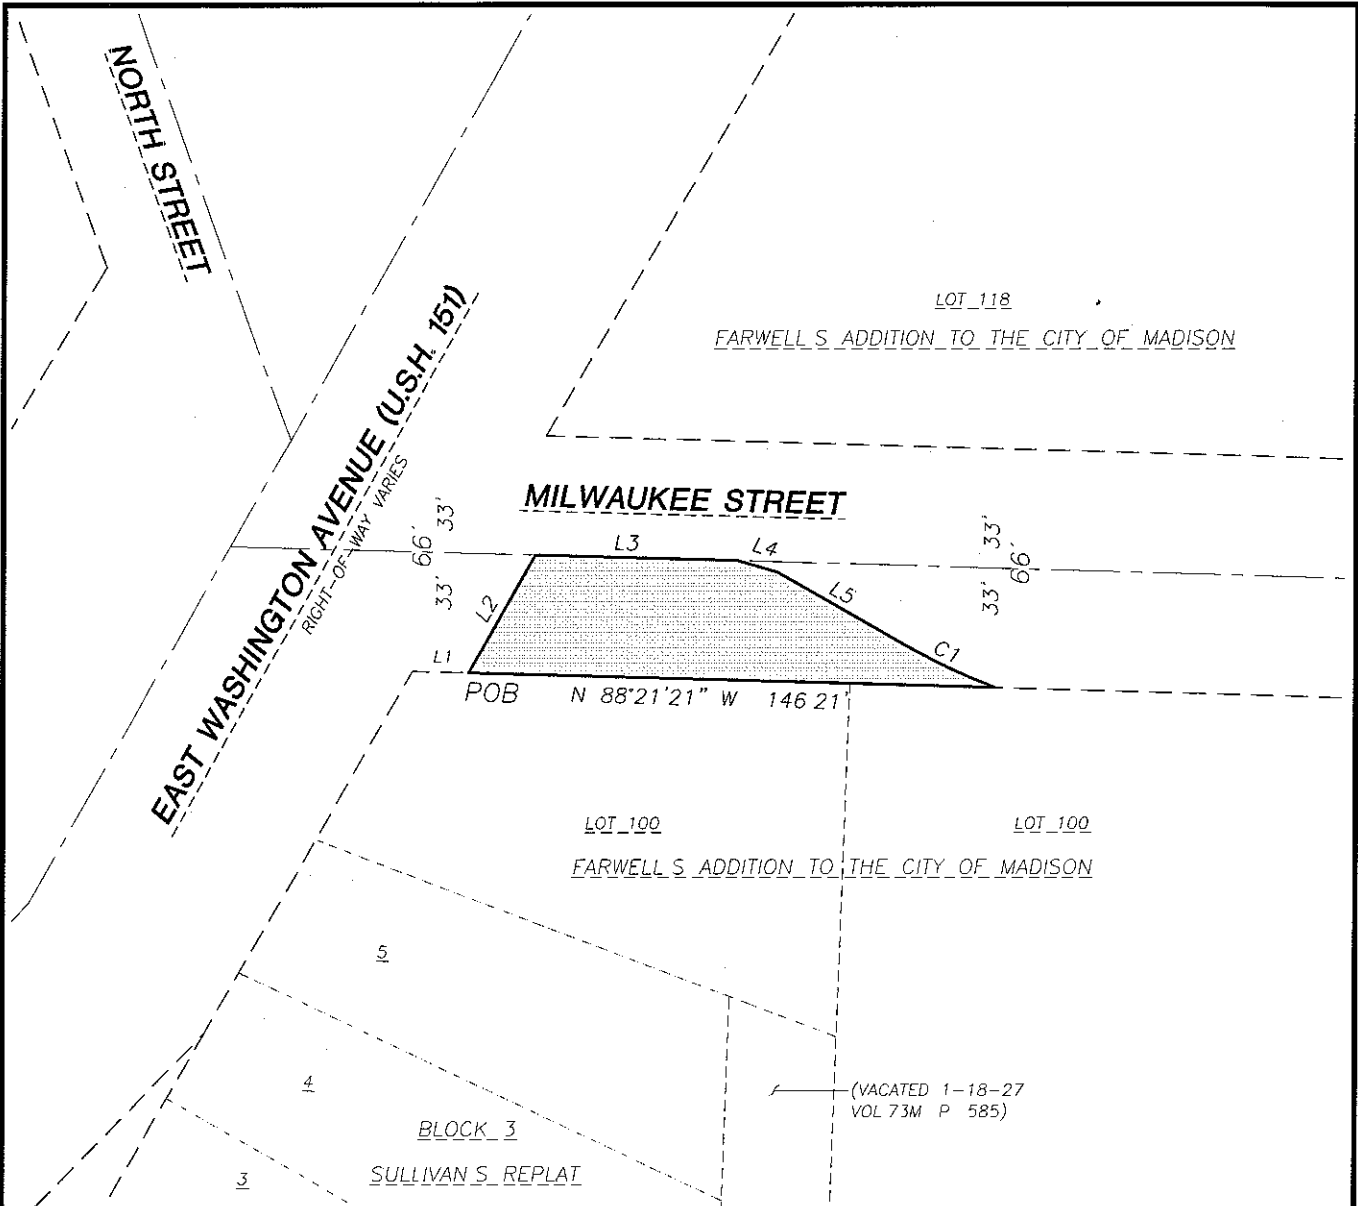 NORTH STREET
EAST WASHINGTON AVENUE (U.S.H. 151)
RIGHT-OF-WAY VARIES
LOT 118
FARWELL S ADDITION TO THE CITY OF MADISON
MILWAUKEE STREET
33'
66'
33'
L3
L4
33'
66'
33'
L2
L5
C1
L1
POB
N 88°21'21" W 146 21'
LOT 100
LOT 100
FARWELL S ADDITION TO THE CITY OF MADISON
5
4
(VACATED 1-18-27
VOL 73M P 585)
BLOCK 3
SULLIVAN S REPLAT
3